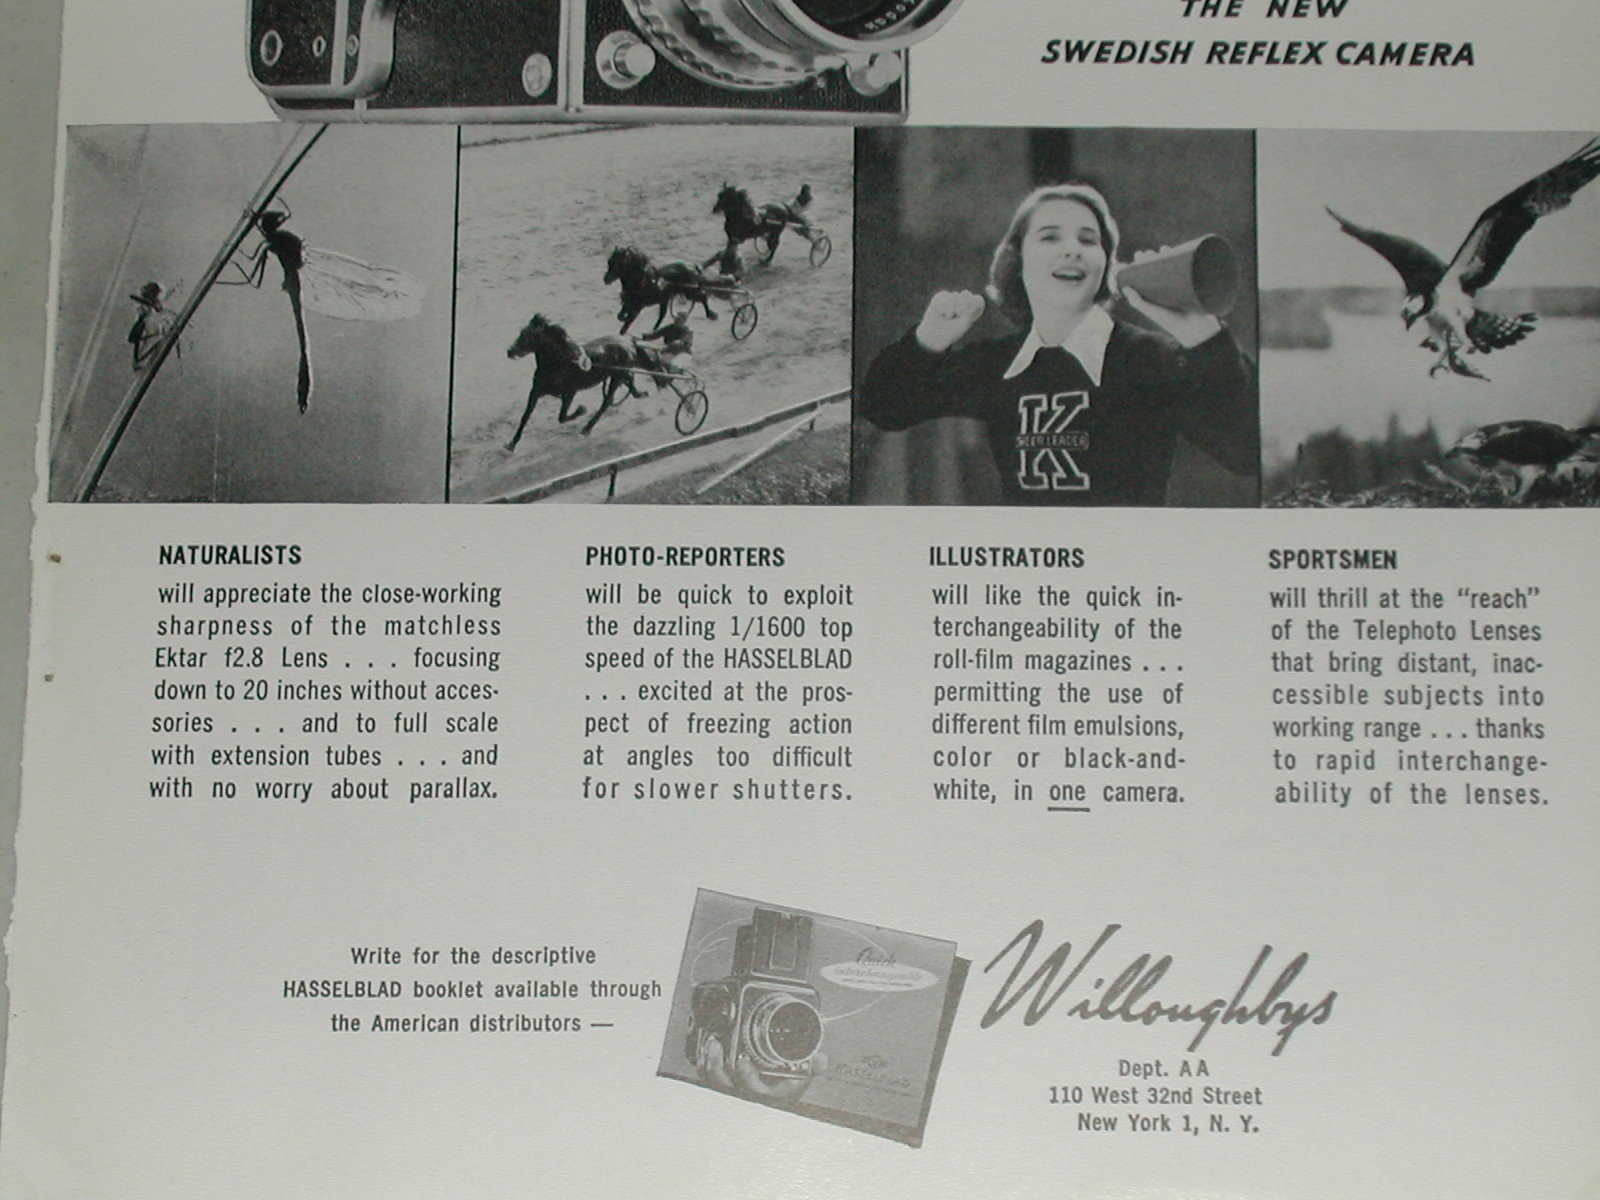 THE NEW
SWEDISH REFLEX CAMERA
K
CHEERLEADER
NATURALISTS
will appreciate the close-working
sharpness of the matchless
Ektar f2.8 Lens . . . focusing
down to 20 inches without acces-
sories . . . and to full scale
with extension tubes . . . and
with no worry about parallax.
PHOTO-REPORTERS
will be quick to exploit
the dazzling 1/1600 top
speed of the HASSELBLAD
. . . excited at the pros-
pect of freezing action
at angles too difficult
for slower shutters.
ILLUSTRATORS
will like the quick in-
terchangeability of the
roll-film magazines . . .
permitting the use of
different film emulsions,
color or black-and-
white, in one camera.
SPORTSMEN
will thrill at the “reach”
of the Telephoto Lenses
that bring distant, inac-
cessible subjects into
working range . . . thanks
to rapid interchange-
ability of the lenses.
Write for the descriptive
HASSELBLAD booklet available through
the American distributors —
Quick
interchangeable
HASSELBLAD
Willoughbys
Dept. AA
110 West 32nd Street
New York 1, N. Y.